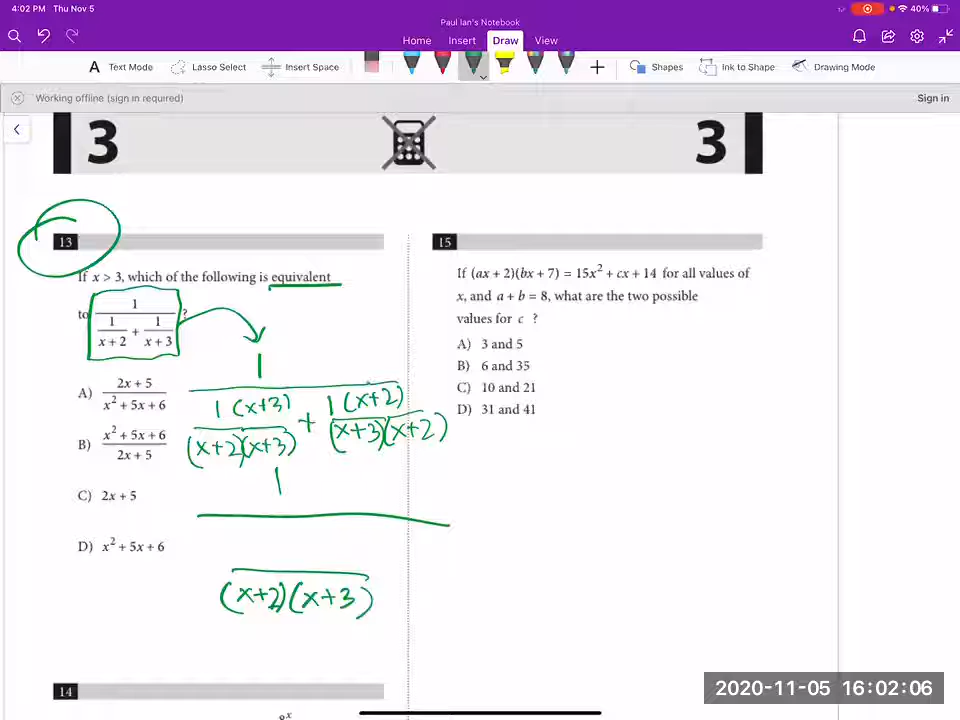 4:02 PM Thu Nov 5
40%
Paul Ian's Notebook
Home Insert Draw View
A Text Mode Lasso Select Insert Space + Shapes Ink to Shape Drawing Mode
Working offline (sign in required) Sign in
3 3
13
If x > 3, which of the following is equivalent
to 1 / (1/(x + 2) + 1/(x + 3)) ?
A) (2x + 5)/(x² + 5x + 6)
B) (x² + 5x + 6)/(2x + 5)
C) 2x + 5
D) x² + 5x + 6
1
1 (x+3) + 1 (x+2)
(x+2)(x+3) (x+3)(x+2)
1
(x+2)(x+3)
14
15
If (ax + 2)(bx + 7) = 15x² + cx + 14 for all values of
x, and a + b = 8, what are the two possible
values for c ?
A) 3 and 5
B) 6 and 35
C) 10 and 21
D) 31 and 41
2020-11-05 16:02:06